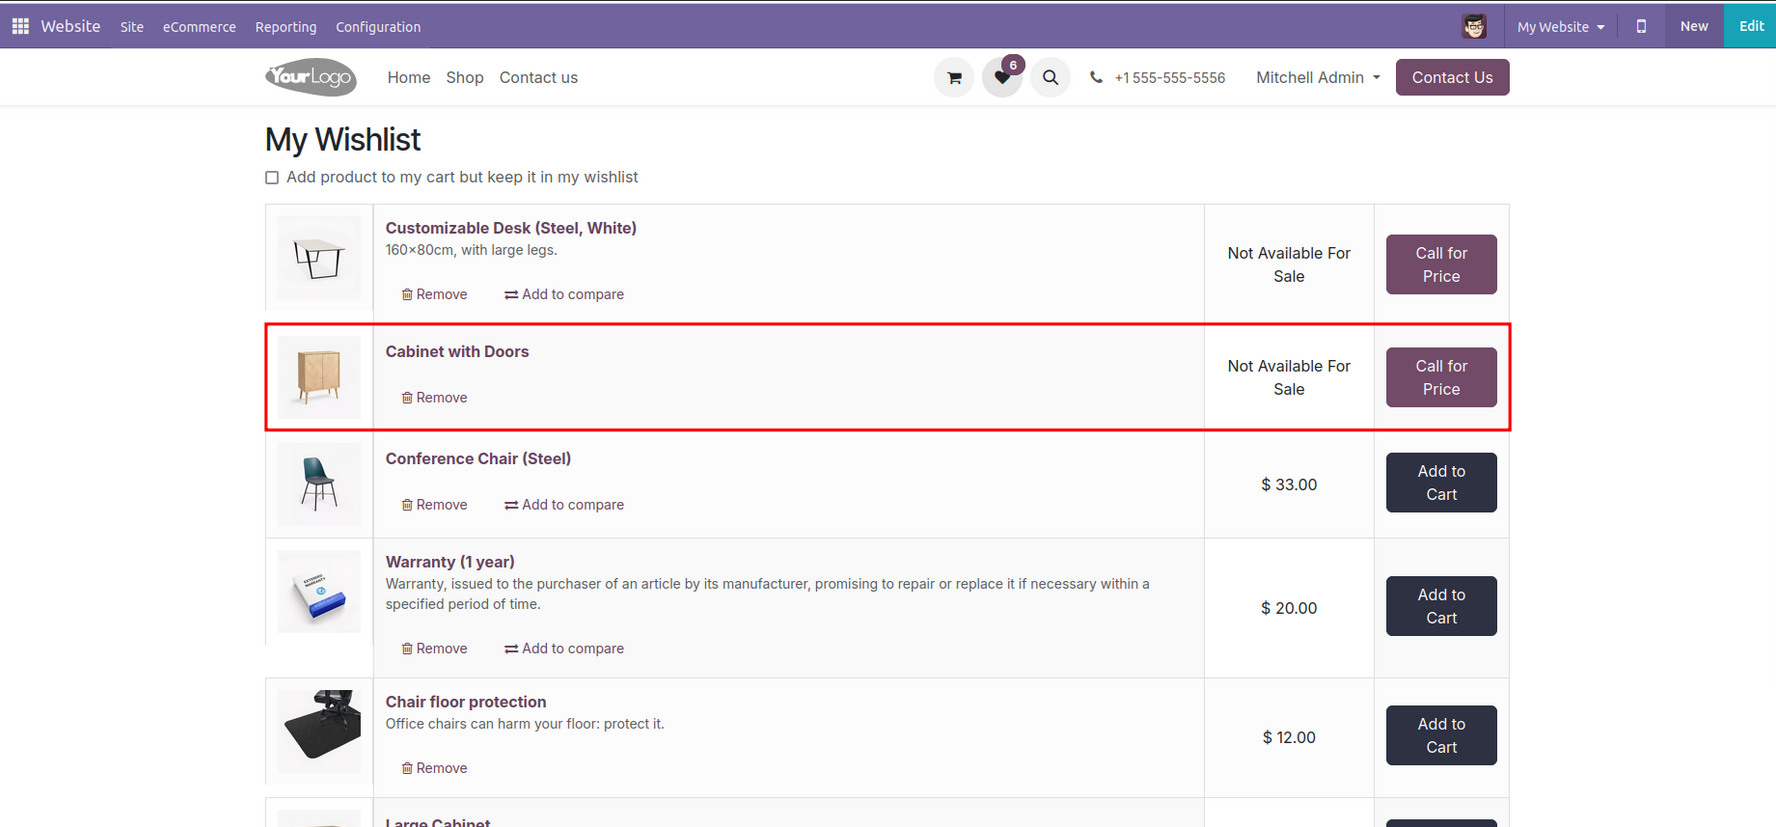 Website Site eCommerce Reporting Configuration My Website New Edit
YourLogo Home Shop Contact us 6 +1 555-555-5556 Mitchell Admin Contact Us
My Wishlist
Add product to my cart but keep it in my wishlist
Customizable Desk (Steel, White)
160x80cm, with large legs.
Remove Add to compare
Not Available For
Sale
Call for
Price
Cabinet with Doors
Remove
Not Available For
Sale
Call for
Price
Conference Chair (Steel)
Remove Add to compare
$ 33.00
Add to
Cart
EXTENDED
WARRANTY
Warranty (1 year)
Warranty, issued to the purchaser of an article by its manufacturer, promising to repair or replace it if necessary within a
specified period of time.
Remove Add to compare
$ 20.00
Add to
Cart
Chair floor protection
Office chairs can harm your floor: protect it.
Remove
$ 12.00
Add to
Cart
Large Cabinet